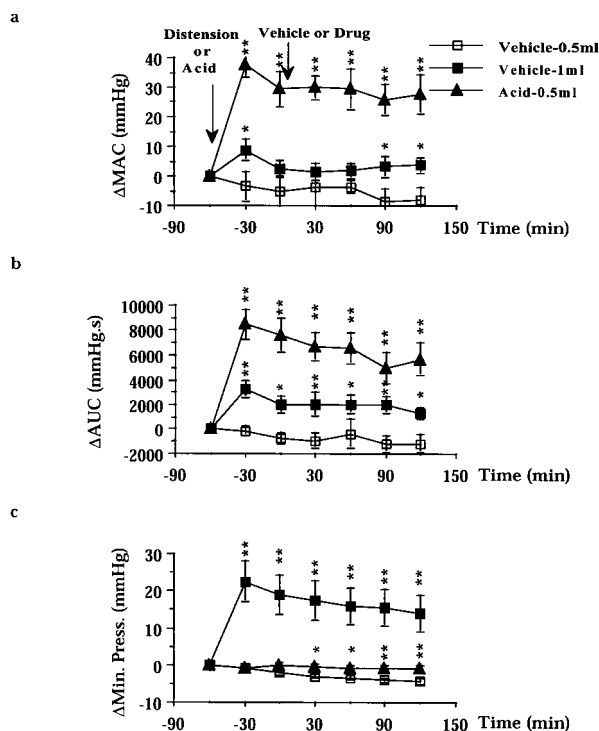 a
Distension
or
Acid
Vehicle or Drug
Vehicle-0.5ml
Vehicle-1ml
Acid-0.5ml
ΔMAC (mmHg)
40
30
20
10
0
-10
** ** ** ** ** **
* * *
-90 -30 30 90 150 Time (min)
b
ΔAUC (mmHg.s)
10000
8000
6000
4000
2000
0
-2000
** ** ** ** ** **
** * ** * ** *
-90 -30 30 90 150 Time (min)
c
ΔMin. Press. (mmHg)
30
20
10
0
-10
** ** ** ** ** ** **
* * ** **
-90 -30 30 90 150 Time (min)